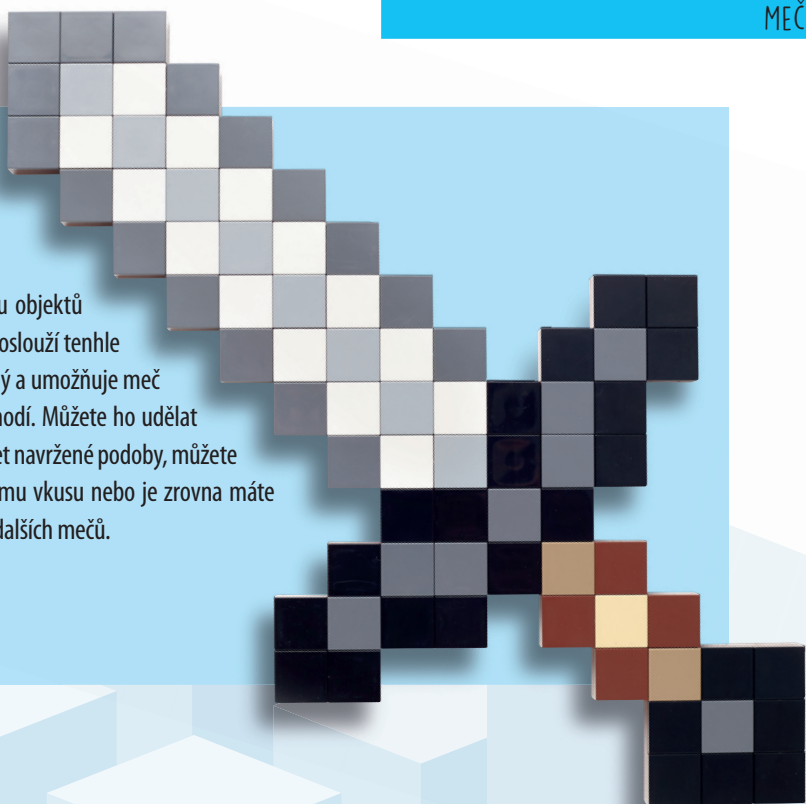 MEČ
u objektů
oslouží tenhle
ý a umožňuje meč
hodí. Můžete ho udělat
et navržené podoby, můžete
mu vkusu nebo je zrovna máte
dalších mečů.